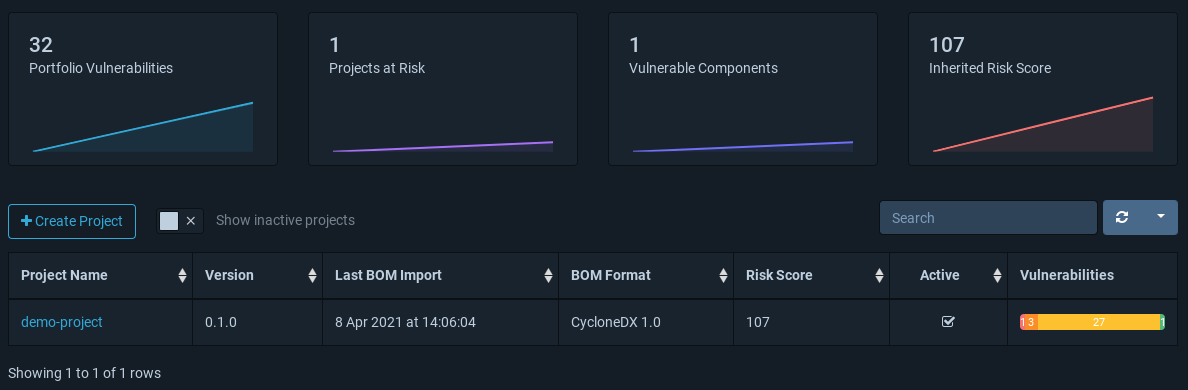 32 1 1 107
Portfolio Vulnerabilities Projects at Risk Vulnerable Components Inherited Risk Score
Create Project Show inactive projects Search
Project Name Version Last BOM Import BOM Format Risk Score Active Vulnerabilities
demo-project 0.1.0 8 Apr 2021 at 14:06:04 CycloneDX 1.0 107 1 3 27 1
Showing 1 to 1 of 1 rows